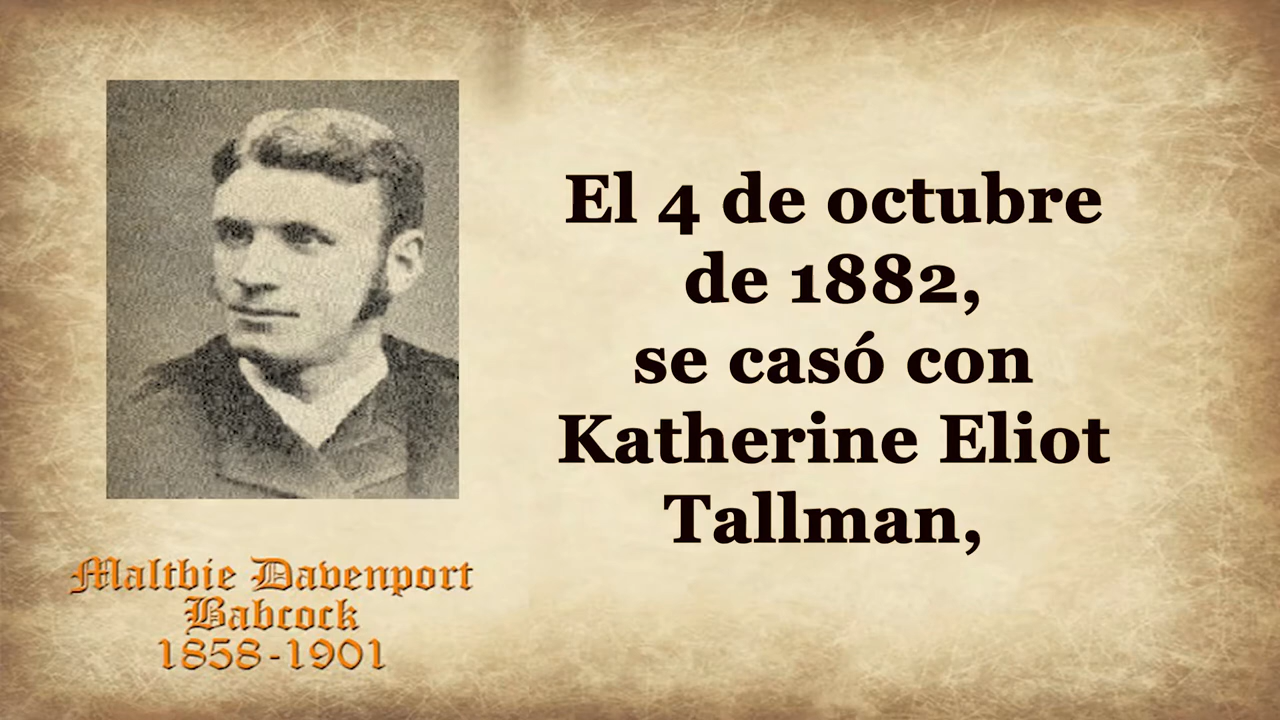 El 4 de octubre
de 1882,
se casó con
Katherine Eliot
Tallman,
Maltbie Davenport
Babcock
1858-1901